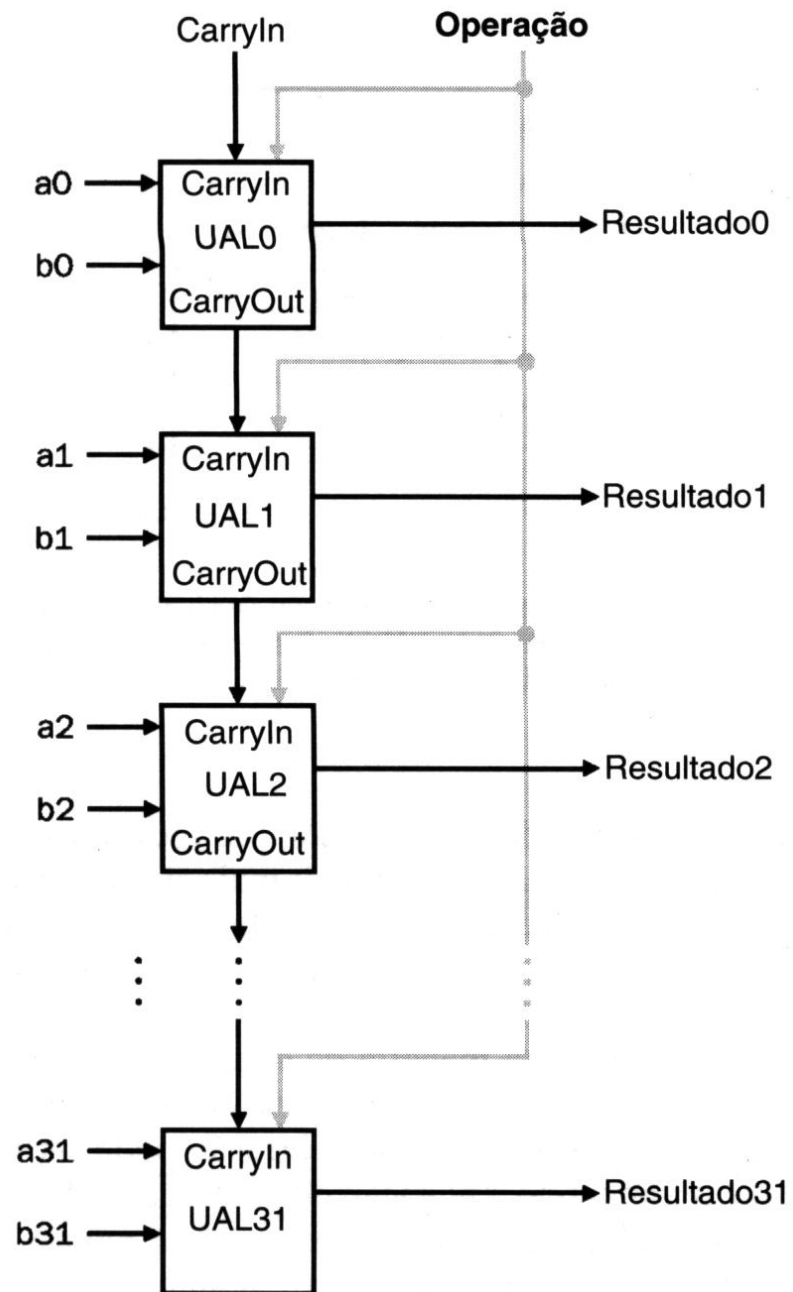 CarryIn
Operação
a0
CarryIn
UAL0
Resultado0
b0
CarryOut
a1
CarryIn
UAL1
Resultado1
b1
CarryOut
a2
CarryIn
UAL2
Resultado2
b2
CarryOut
a31
CarryIn
UAL31
Resultado31
b31